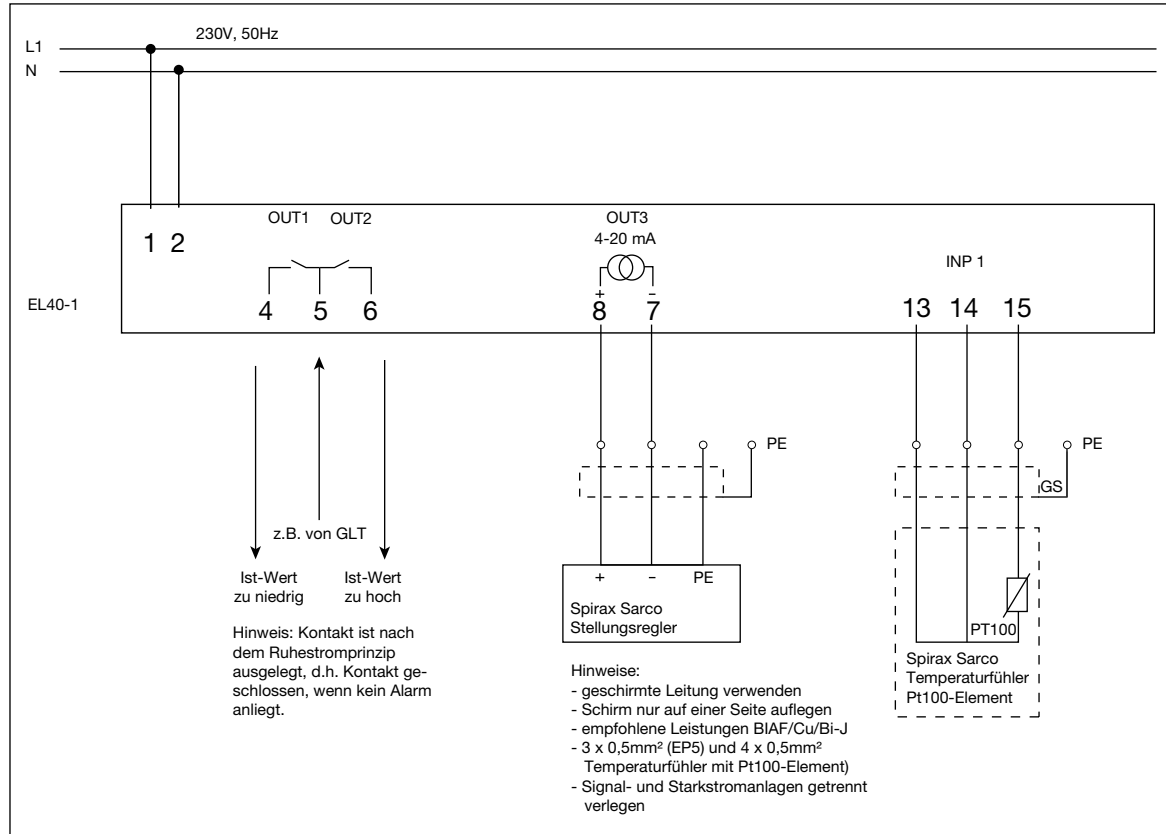 230V, 50Hz
L1
N
OUT1 OUT2
OUT3
4-20 mA
INP 1
1 2
EL40-1
+ –
4 5 6
8 7
13 14 15
PE
PE
GS
z.B. von GLT
Ist-Wert
zu niedrig
Ist-Wert
zu hoch
Hinweis: Kontakt ist nach
dem Ruhestromprinzip
ausgelegt, d.h. Kontakt ge-
schlossen, wenn kein Alarm
anliegt.
+ – PE
Spirax Sarco
Stellungsregler
Hinweise:
- geschirmte Leitung verwenden
- Schirm nur auf einer Seite auflegen
- empfohlene Leistungen BIAF/Cu/Bi-J
- 3 x 0,5mm² (EP5) und 4 x 0,5mm²
Temperaturfühler mit Pt100-Element)
- Signal- und Starkstromanlagen getrennt
verlegen
PT100
Spirax Sarco
Temperaturfühler
Pt100-Element